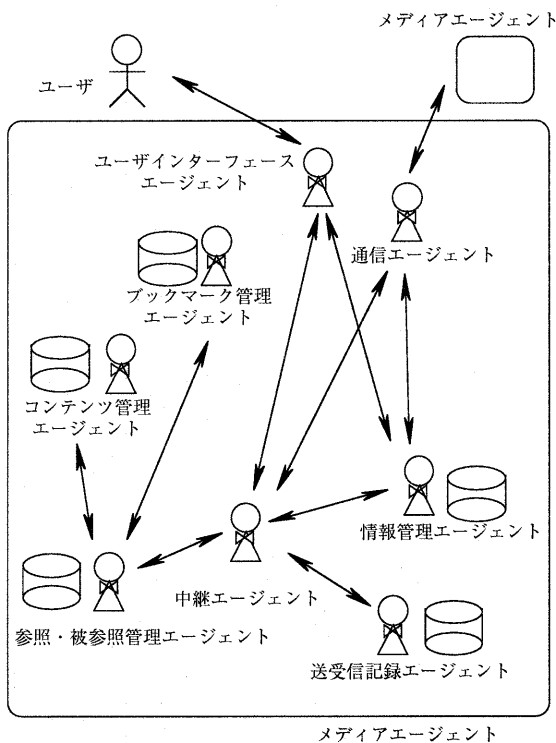 メディアエージェント
ユーザ
ユーザインターフェース
エージェント
通信エージェント
ブックマーク管理
エージェント
コンテンツ管理
エージェント
情報管理エージェント
中継エージェント
参照・被参照管理エージェント
送受信記録エージェント
メディアエージェント